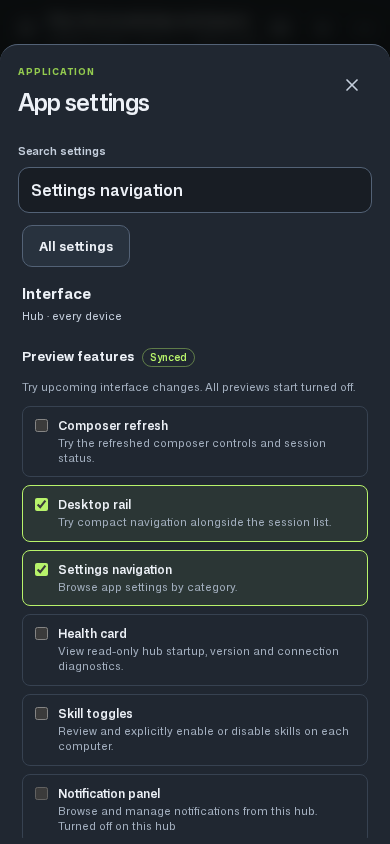 APPLICATION
App settings
Search settings
Settings navigation
All settings
Interface
Hub · every device
Preview features Synced
Try upcoming interface changes. All previews start turned off.
Composer refresh
Try the refreshed composer controls and session
status.
Desktop rail
Try compact navigation alongside the session list.
Settings navigation
Browse app settings by category.
Health card
View read-only hub startup, version and connection
diagnostics.
Skill toggles
Review and explicitly enable or disable skills on each
computer.
Notification panel
Browse and manage notifications from this hub.
Turned off on this hub